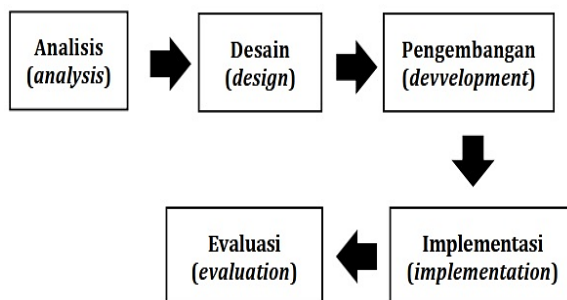 Analisis
(analysis)
Desain
(design)
Pengembangan
(devvelopment)
Implementasi
(implementation)
Evaluasi
(evaluation)